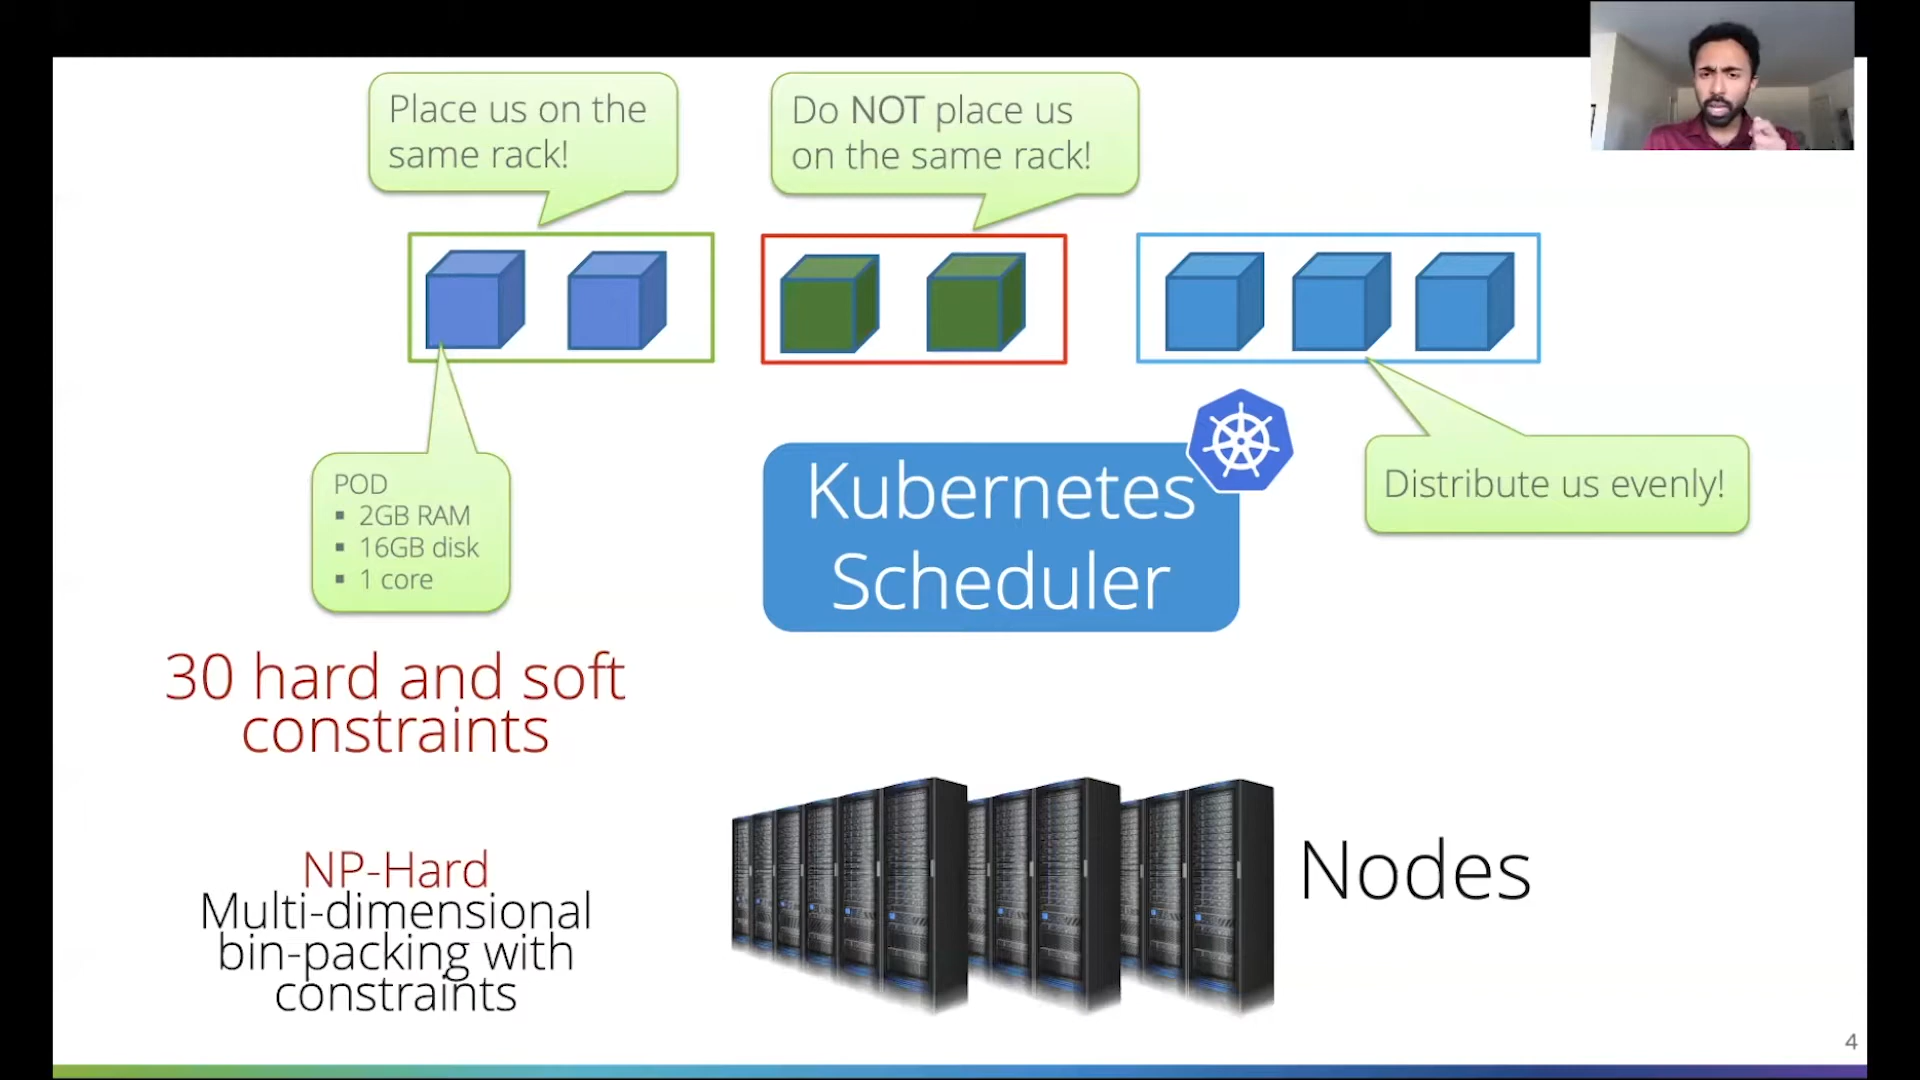 Place us on the
same rack!
Do NOT place us
on the same rack!
POD
▪ 2GB RAM
▪ 16GB disk
▪ 1 core
Kubernetes
Scheduler
Distribute us evenly!
30 hard and soft
constraints
NP-Hard
Multi-dimensional
bin-packing with
constraints
Nodes
4